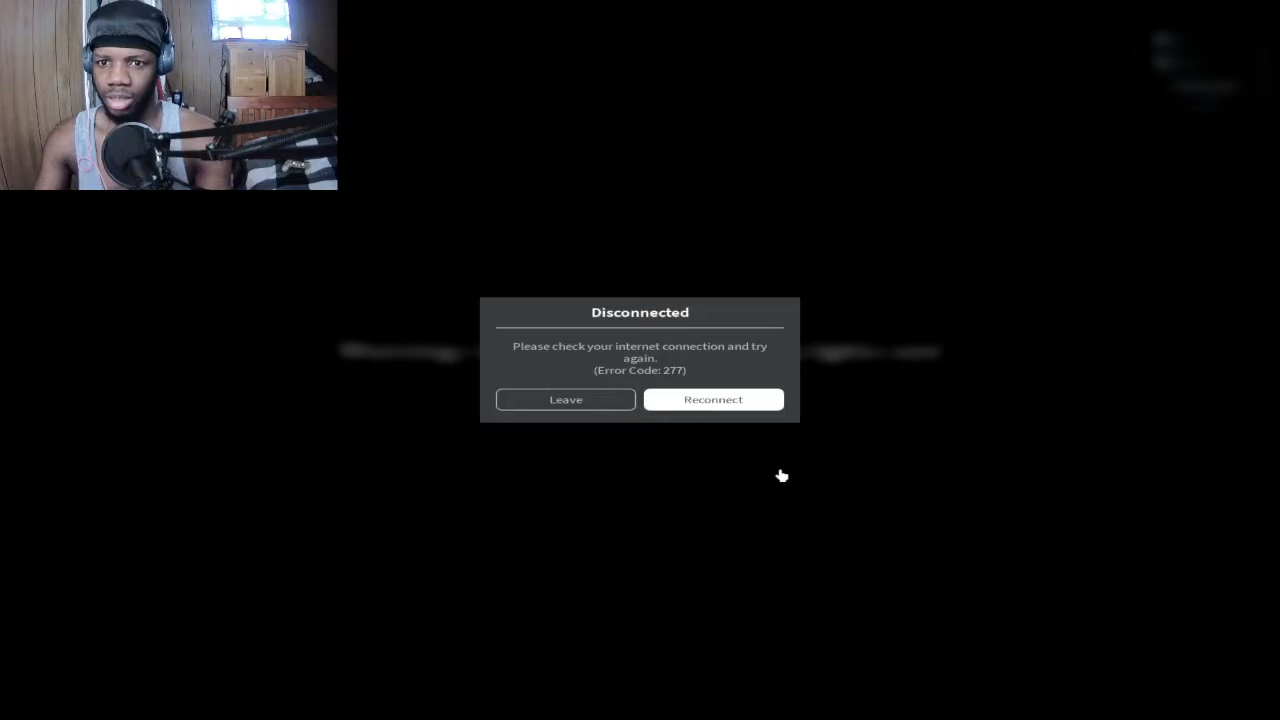 Disconnected
Please check your internet connection and try
again.
(Error Code: 277)
Leave
Reconnect